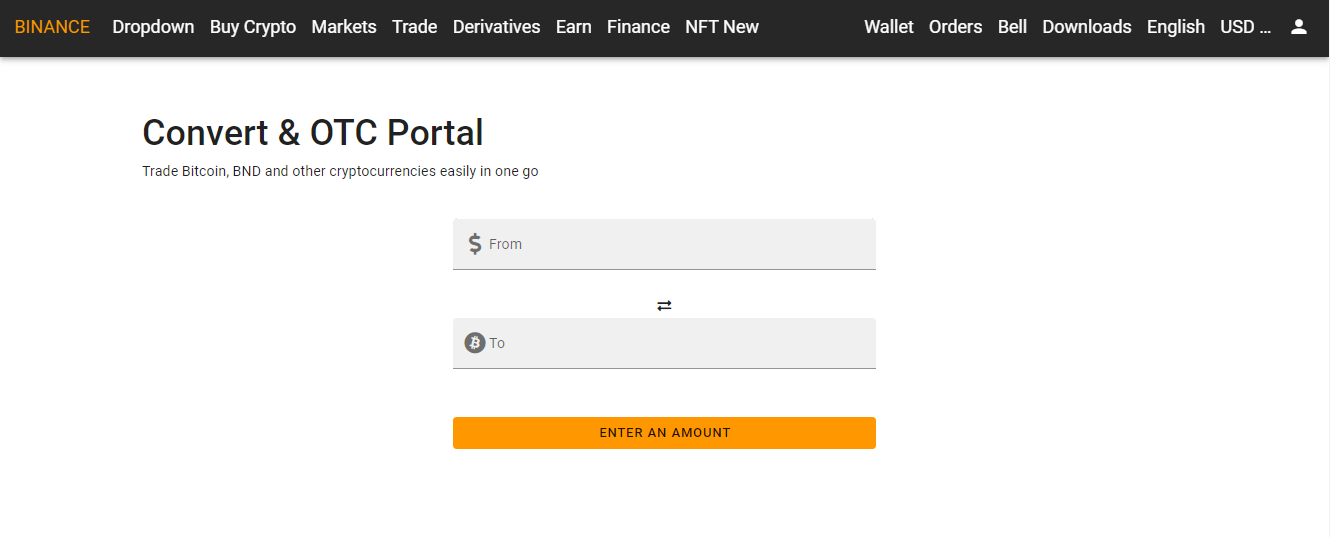 BINANCE Dropdown Buy Crypto Markets Trade Derivatives Earn Finance NFT New Wallet Orders Bell Downloads English USD ...
Convert & OTC Portal
Trade Bitcoin, BND and other cryptocurrencies easily in one go
$ From
To
ENTER AN AMOUNT